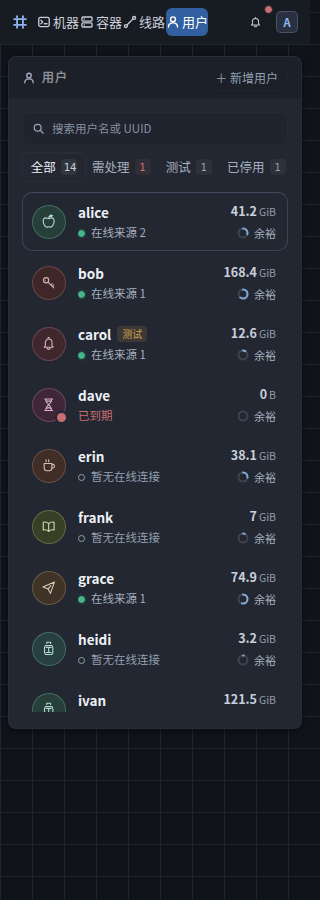 机器 容器 线路 用户 A
用户 新增用户
搜索用户名或 UUID
全部 14 需处理 1 测试 1 已停用 1
alice 41.2 GiB
在线来源 2 余裕
bob 168.4 GiB
在线来源 1 余裕
carol 测试 12.6 GiB
在线来源 1 余裕
dave 0 B
已到期 余裕
erin 38.1 GiB
暂无在线连接 余裕
frank 7 GiB
暂无在线连接 余裕
grace 74.9 GiB
在线来源 1 余裕
heidi 3.2 GiB
暂无在线连接 余裕
ivan 121.5 GiB